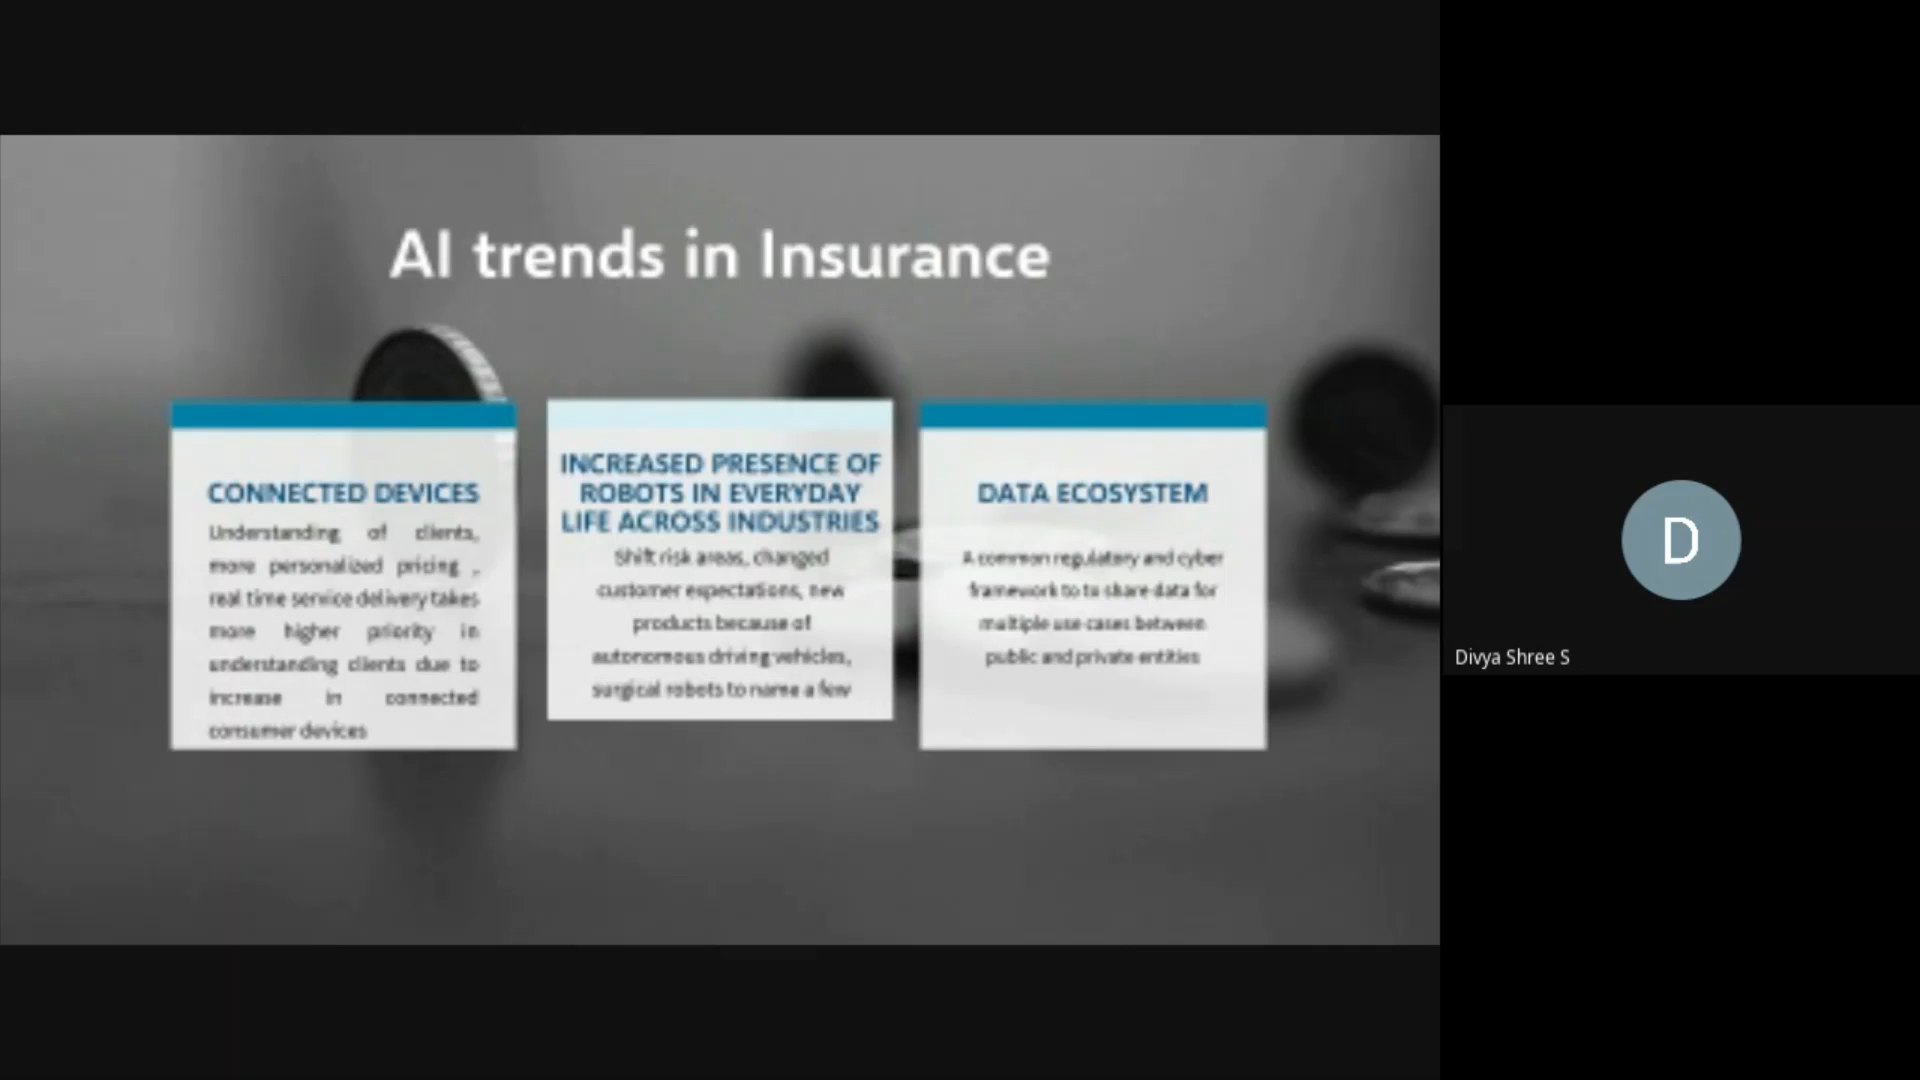 AI trends in Insurance
CONNECTED DEVICES
Understanding of clients,
more personalized pricing ,
real time service delivery takes
more higher priority in
understanding clients due to
increase in connected
consumer devices
INCREASED PRESENCE OF
ROBOTS IN EVERYDAY
LIFE ACROSS INDUSTRIES
Shift risk areas, changed
customer expectations, new
products because of
autonomous driving vehicles,
surgical robots to name a few
DATA ECOSYSTEM
A common regulatory and cyber
framework to to share data for
multiple use cases between
public and private entities
D
Divya Shree S